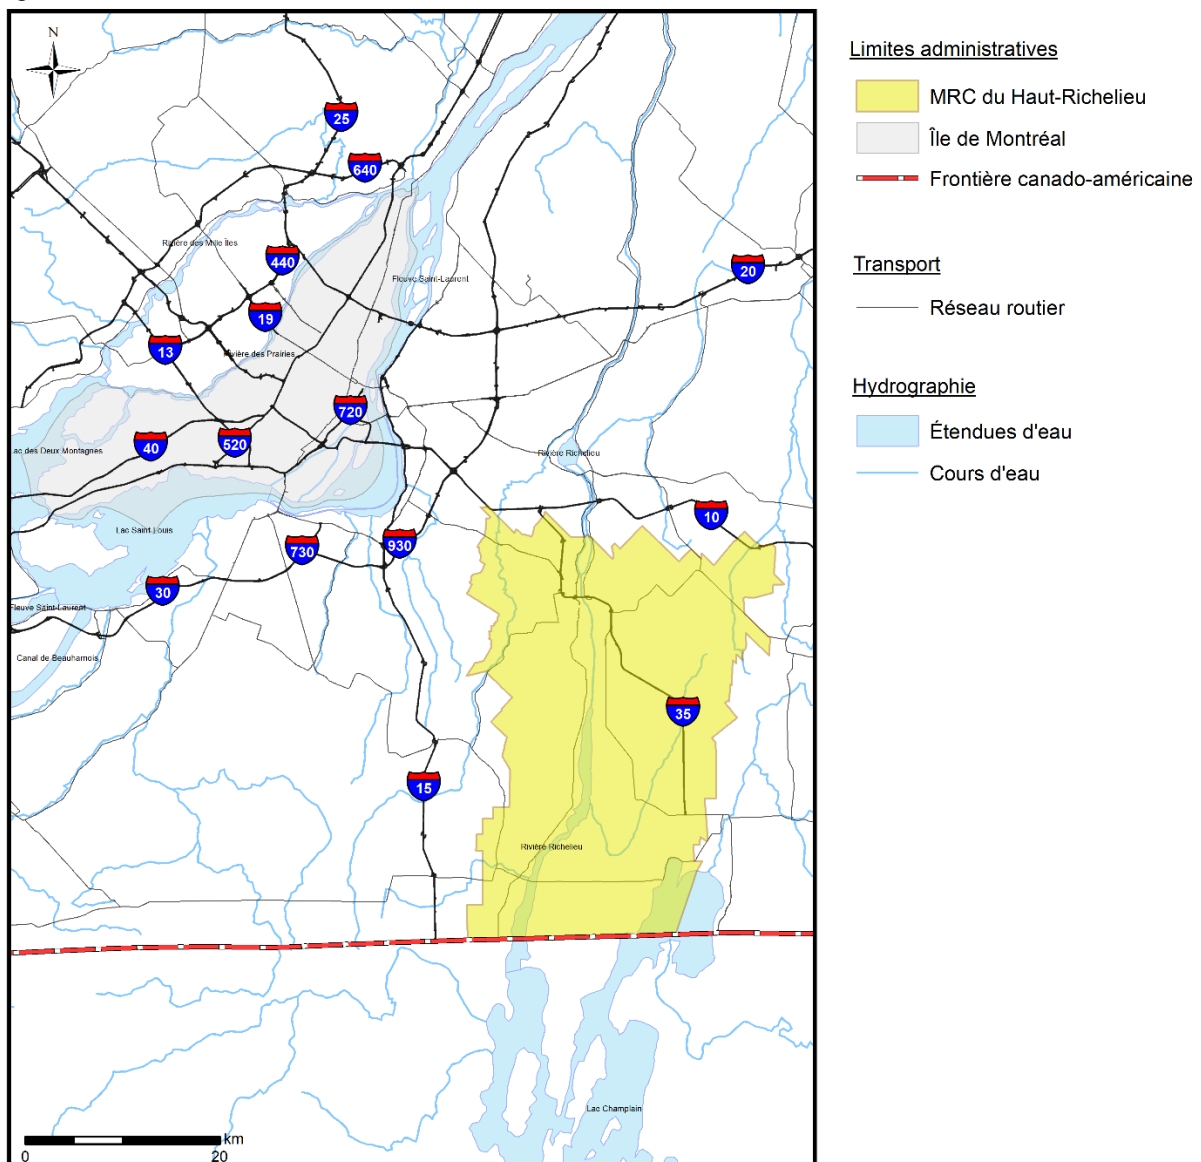 N
25
640
Rivière des Mille Îles
440
Fleuve Saint-Laurent
20
19
13
Rivière des Prairies
720
40
520
Lac des Deux Montagnes
Rivière Richelieu
10
Lac Saint-Louis
730
930
30
Fleuve Saint-Laurent
Canal de Beauharnois
35
15
Rivière Richelieu
Lac Champlain
km
0
20
Limites administratives
MRC du Haut-Richelieu
Île de Montréal
Frontière canado-américaine
Transport
Réseau routier
Hydrographie
Étendues d'eau
Cours d'eau